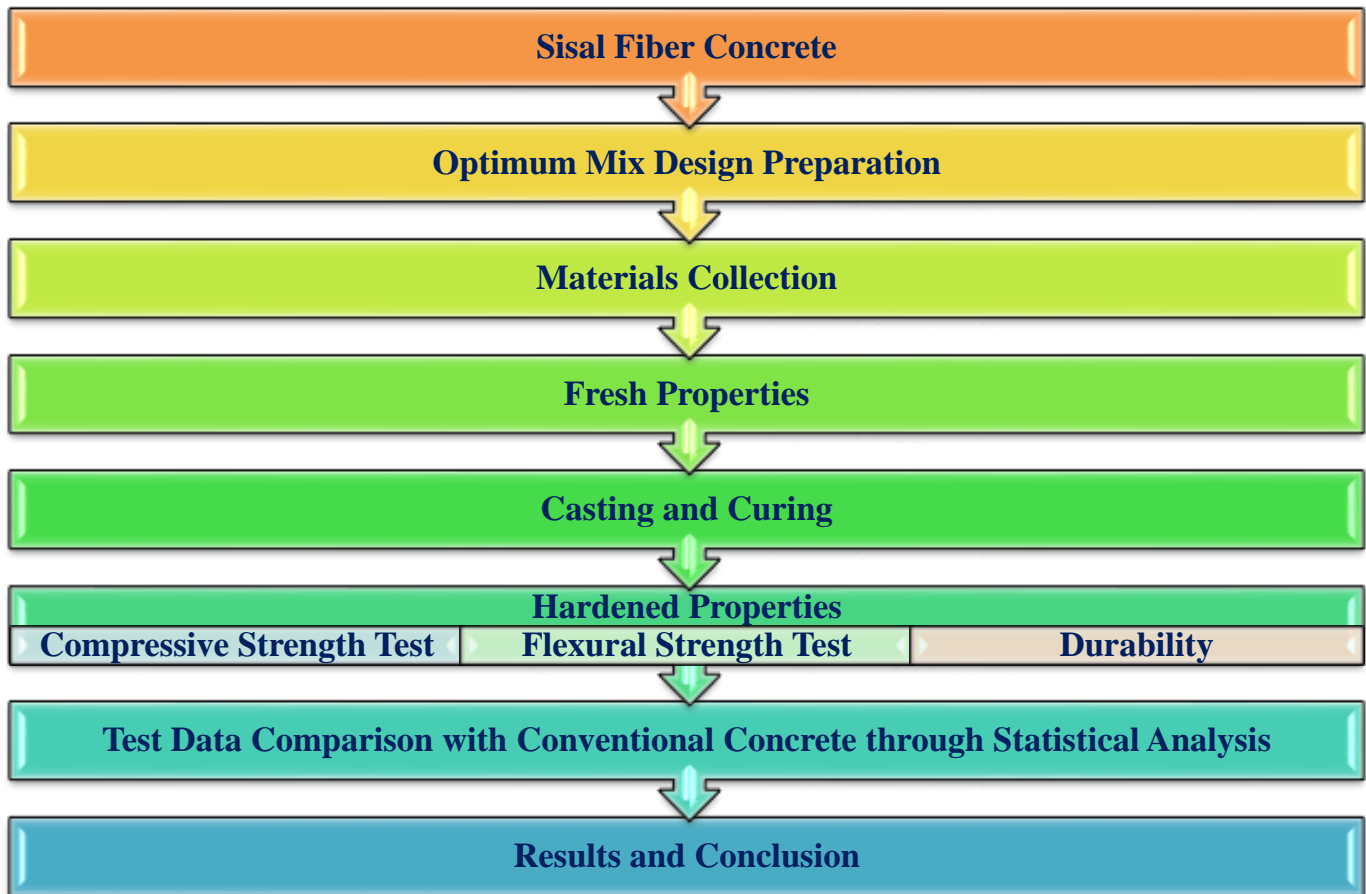 Sisal Fiber Concrete
Optimum Mix Design Preparation
Materials Collection
Fresh Properties
Casting and Curing
Hardened Properties
Compressive Strength Test
Flexural Strength Test
Durability
Test Data Comparison with Conventional Concrete through Statistical Analysis
Results and Conclusion